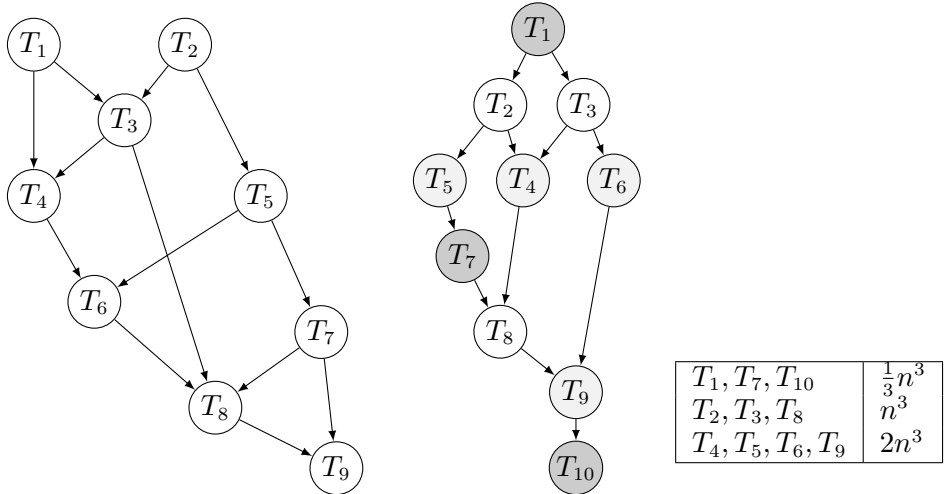 T₁
T₂
T₃
T₄
T₅
T₆
T₇
T₈
T₉
T₁
T₂
T₃
T₅
T₄
T₆
T₇
T₈
T₉
T₁₀
T₁, T₇, T₁₀ ⅓n³
T₂, T₃, T₈ n³
T₄, T₅, T₆, T₉ 2n³